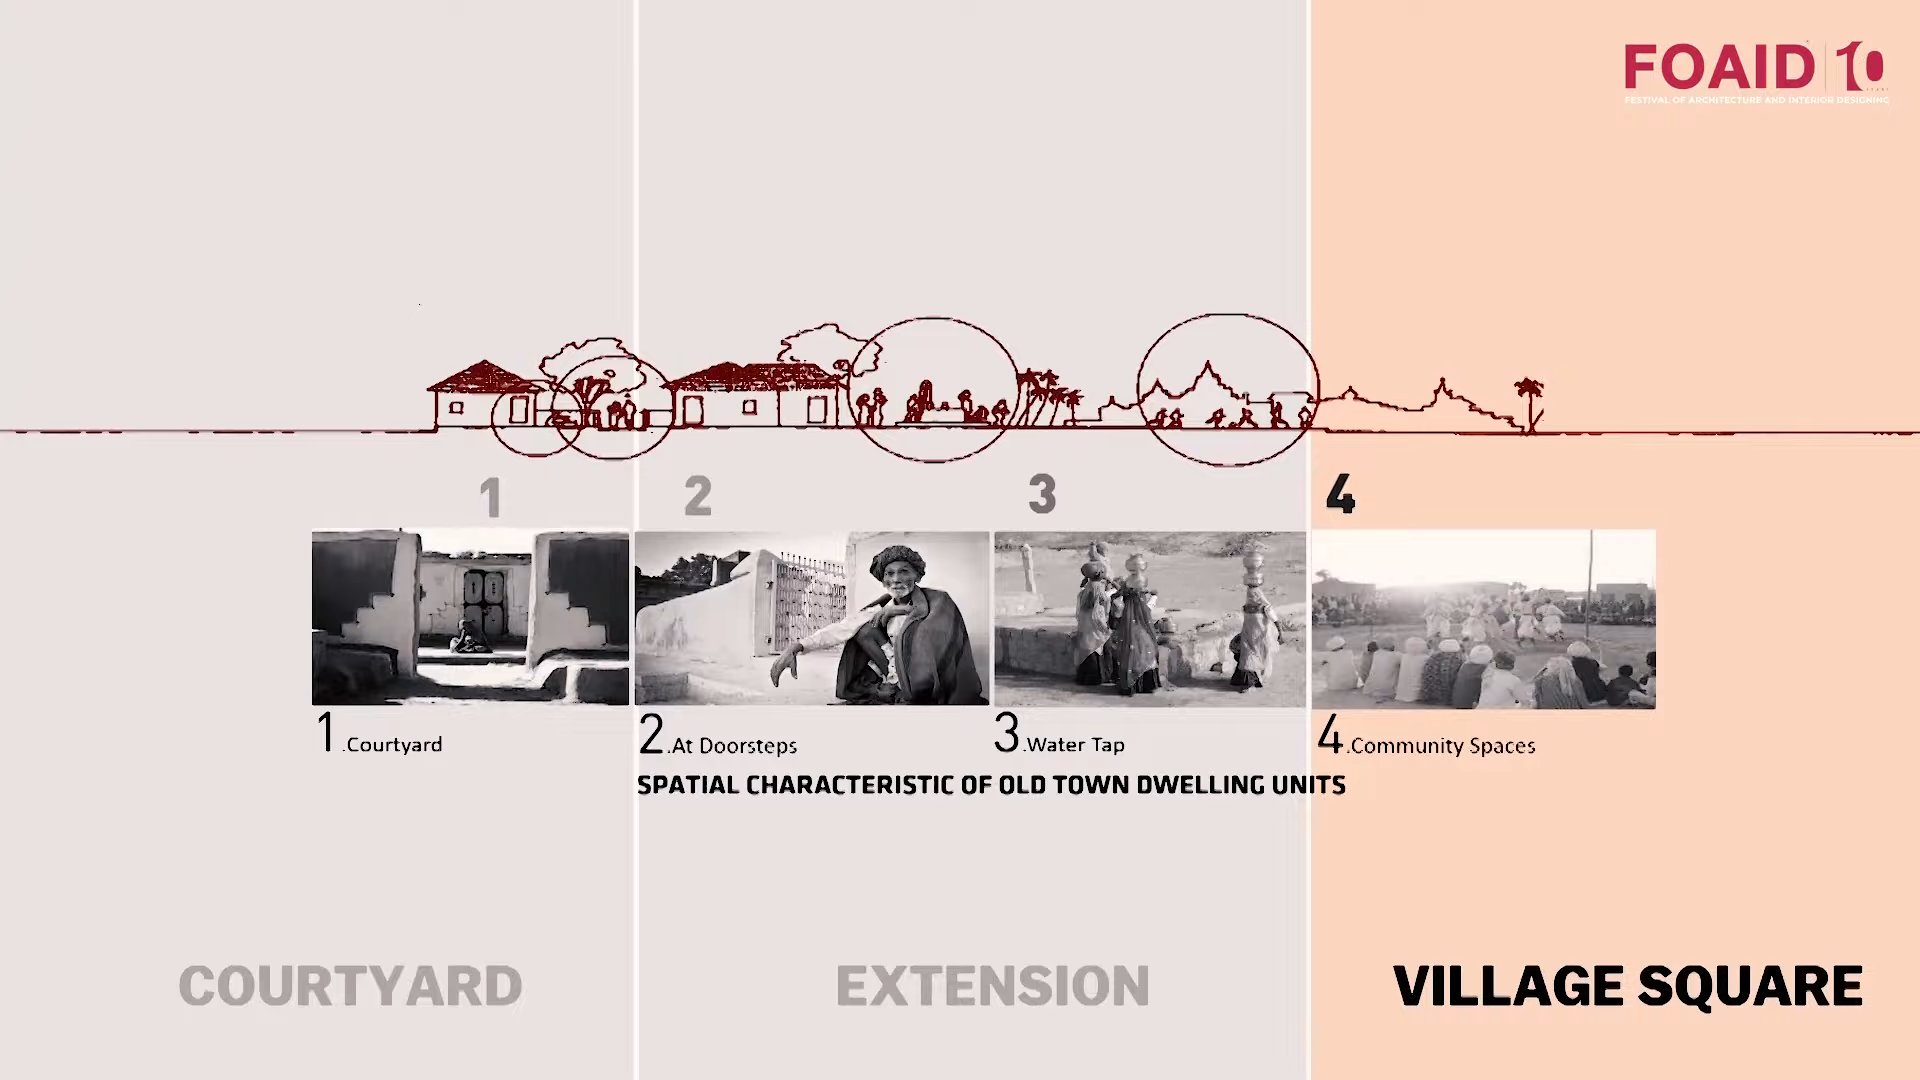 FOAID 10
FESTIVAL OF ARCHITECTURE AND INTERIOR DESIGNING
1 2 3 4
1.Courtyard
2.At Doorsteps
3.Water Tap
4.Community Spaces
SPATIAL CHARACTERISTIC OF OLD TOWN DWELLING UNITS
COURTYARD
EXTENSION
VILLAGE SQUARE